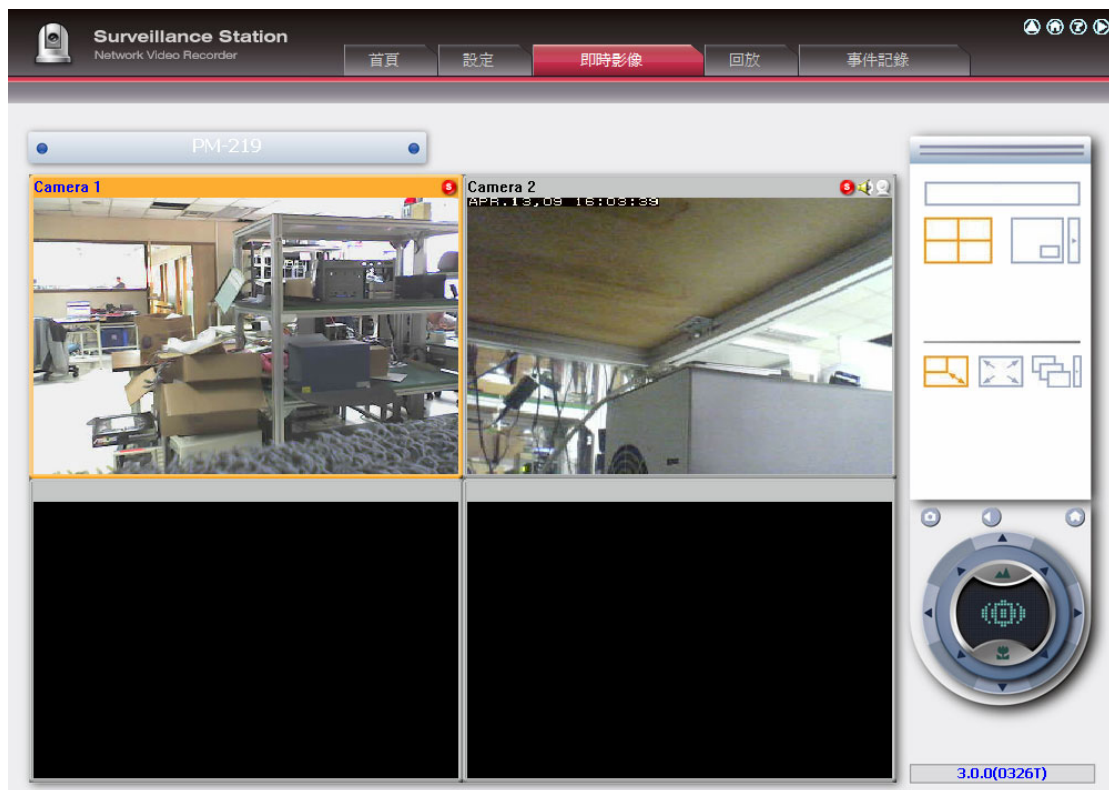 Surveillance Station
Network Video Recorder
首頁
設定
即時影像
回放
事件記錄
PM-219
Camera 1
S
Camera 2
S
APR.13,09 16:03:39
3.0.0(0326T)